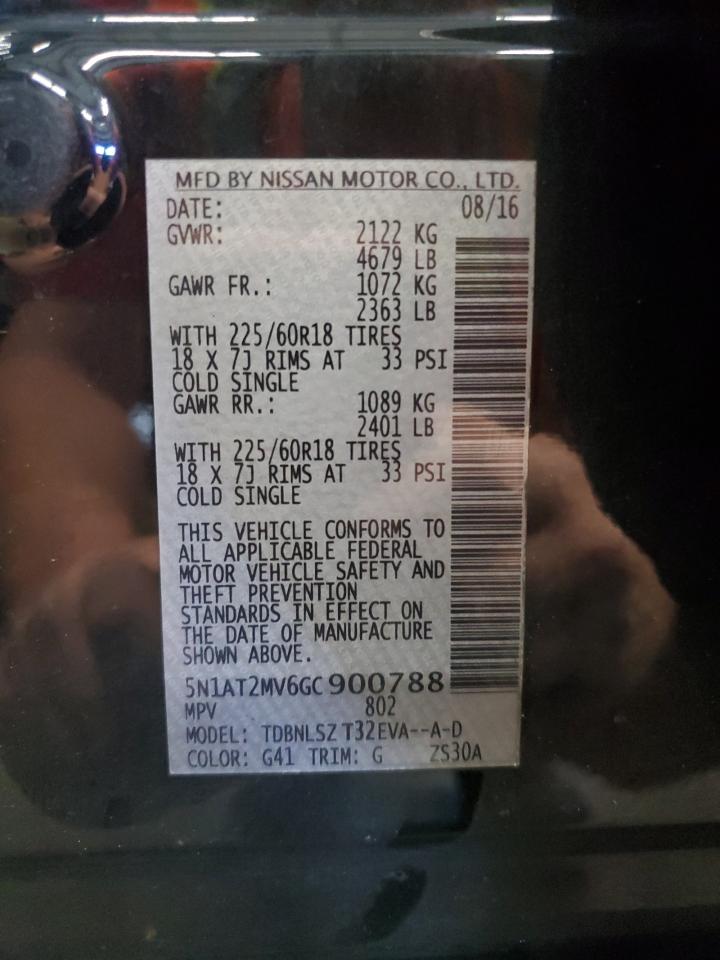 MFD BY NISSAN MOTOR CO., LTD.
DATE: 08/16
GVWR: 2122 KG
4679 LB
GAWR FR.: 1072 KG
2363 LB
WITH 225/60R18 TIRES
18 X 7J RIMS AT 33 PSI
COLD SINGLE
GAWR RR.: 1089 KG
2401 LB
WITH 225/60R18 TIRES
18 X 7J RIMS AT 33 PSI
COLD SINGLE
THIS VEHICLE CONFORMS TO
ALL APPLICABLE FEDERAL
MOTOR VEHICLE SAFETY AND
THEFT PREVENTION
STANDARDS IN EFFECT ON
THE DATE OF MANUFACTURE
SHOWN ABOVE.
5N1AT2MV6GC900788
MPV 802
MODEL: TDBNLSZ T32EVA--A-D
COLOR: G41 TRIM: G ZS30A